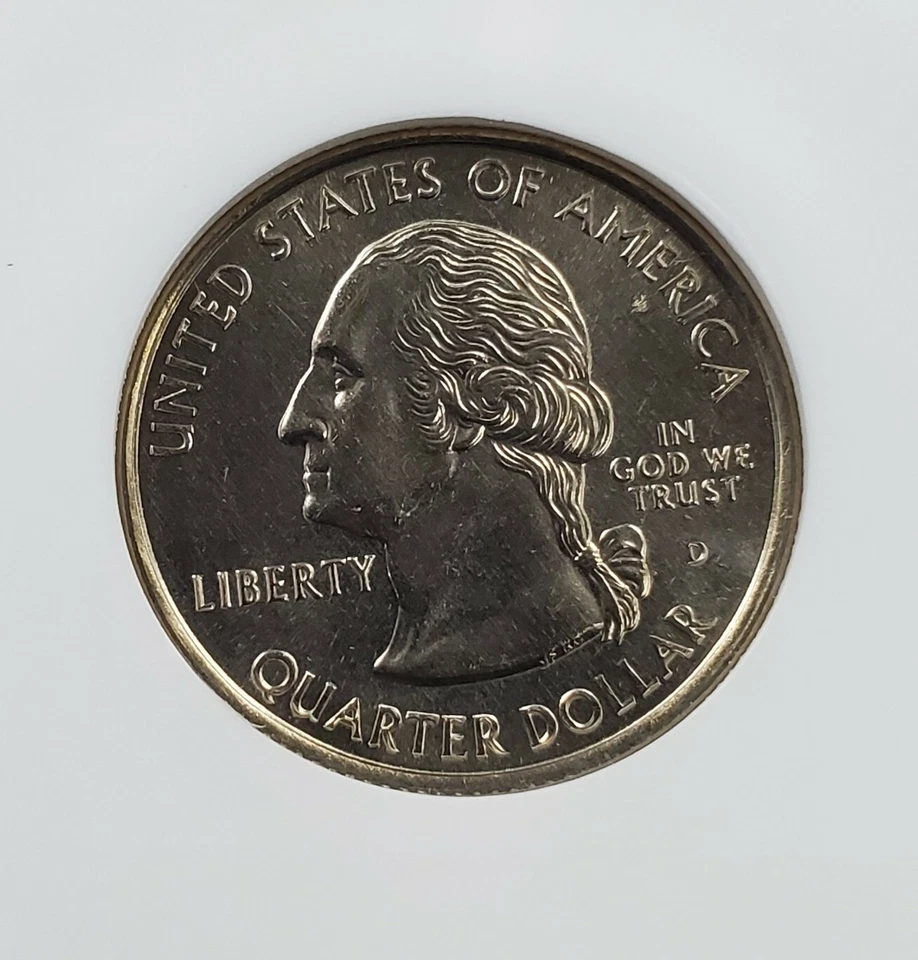 UNITED STATES OF AMERICA
IN
GOD WE
TRUST
D
LIBERTY
QUARTER DOLLAR